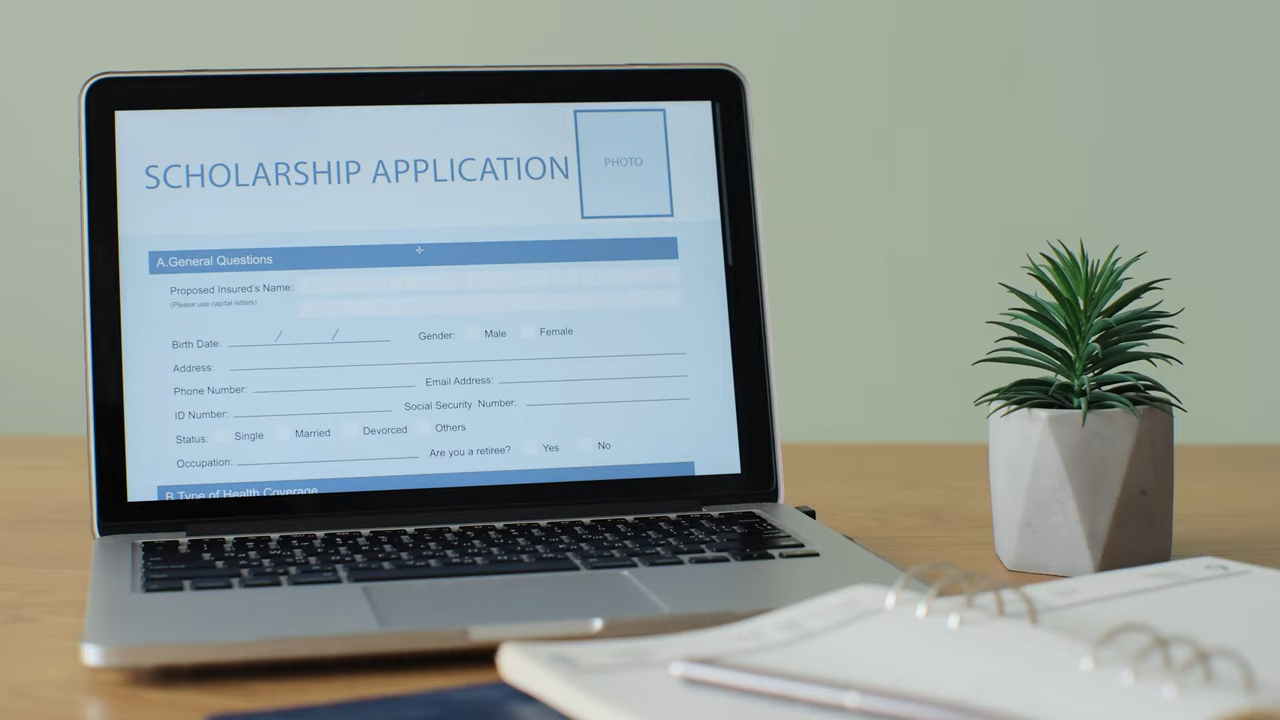 SCHOLARSHIP APPLICATION
PHOTO
A.General Questions
Proposed Insured's Name:
(Please use capital letters)
Birth Date: / / Gender: Male Female
Address:
Phone Number: Email Address:
ID Number: Social Security Number:
Status: Single Married Devorced Others
Occupation: Are you a retiree? Yes No
B.Type of Health Coverage